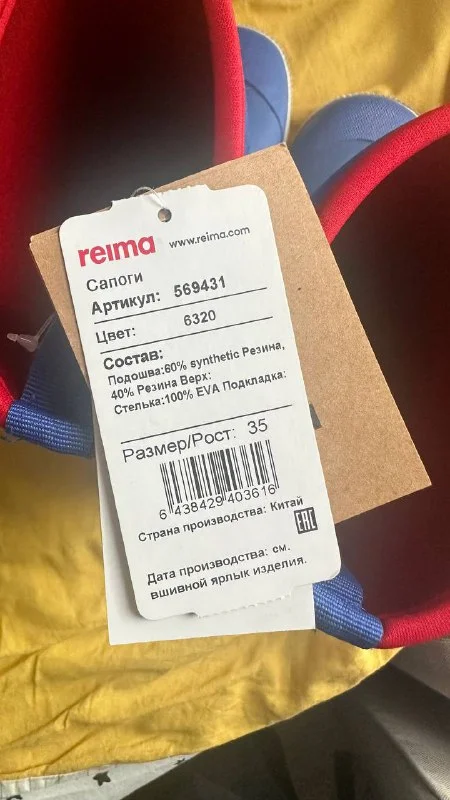 reima www.reima.com
Сапоги
Артикул: 569431
Цвет: 6320
Состав:
Подошва:60% synthetic Резина,
40% Резина Верх:
Стелька:100% EVA Подкладка:
Размер/Рост: 35
6 438429 403616
Страна производства: Китай
EAC
Дата производства: см.
вшивной ярлык изделия.